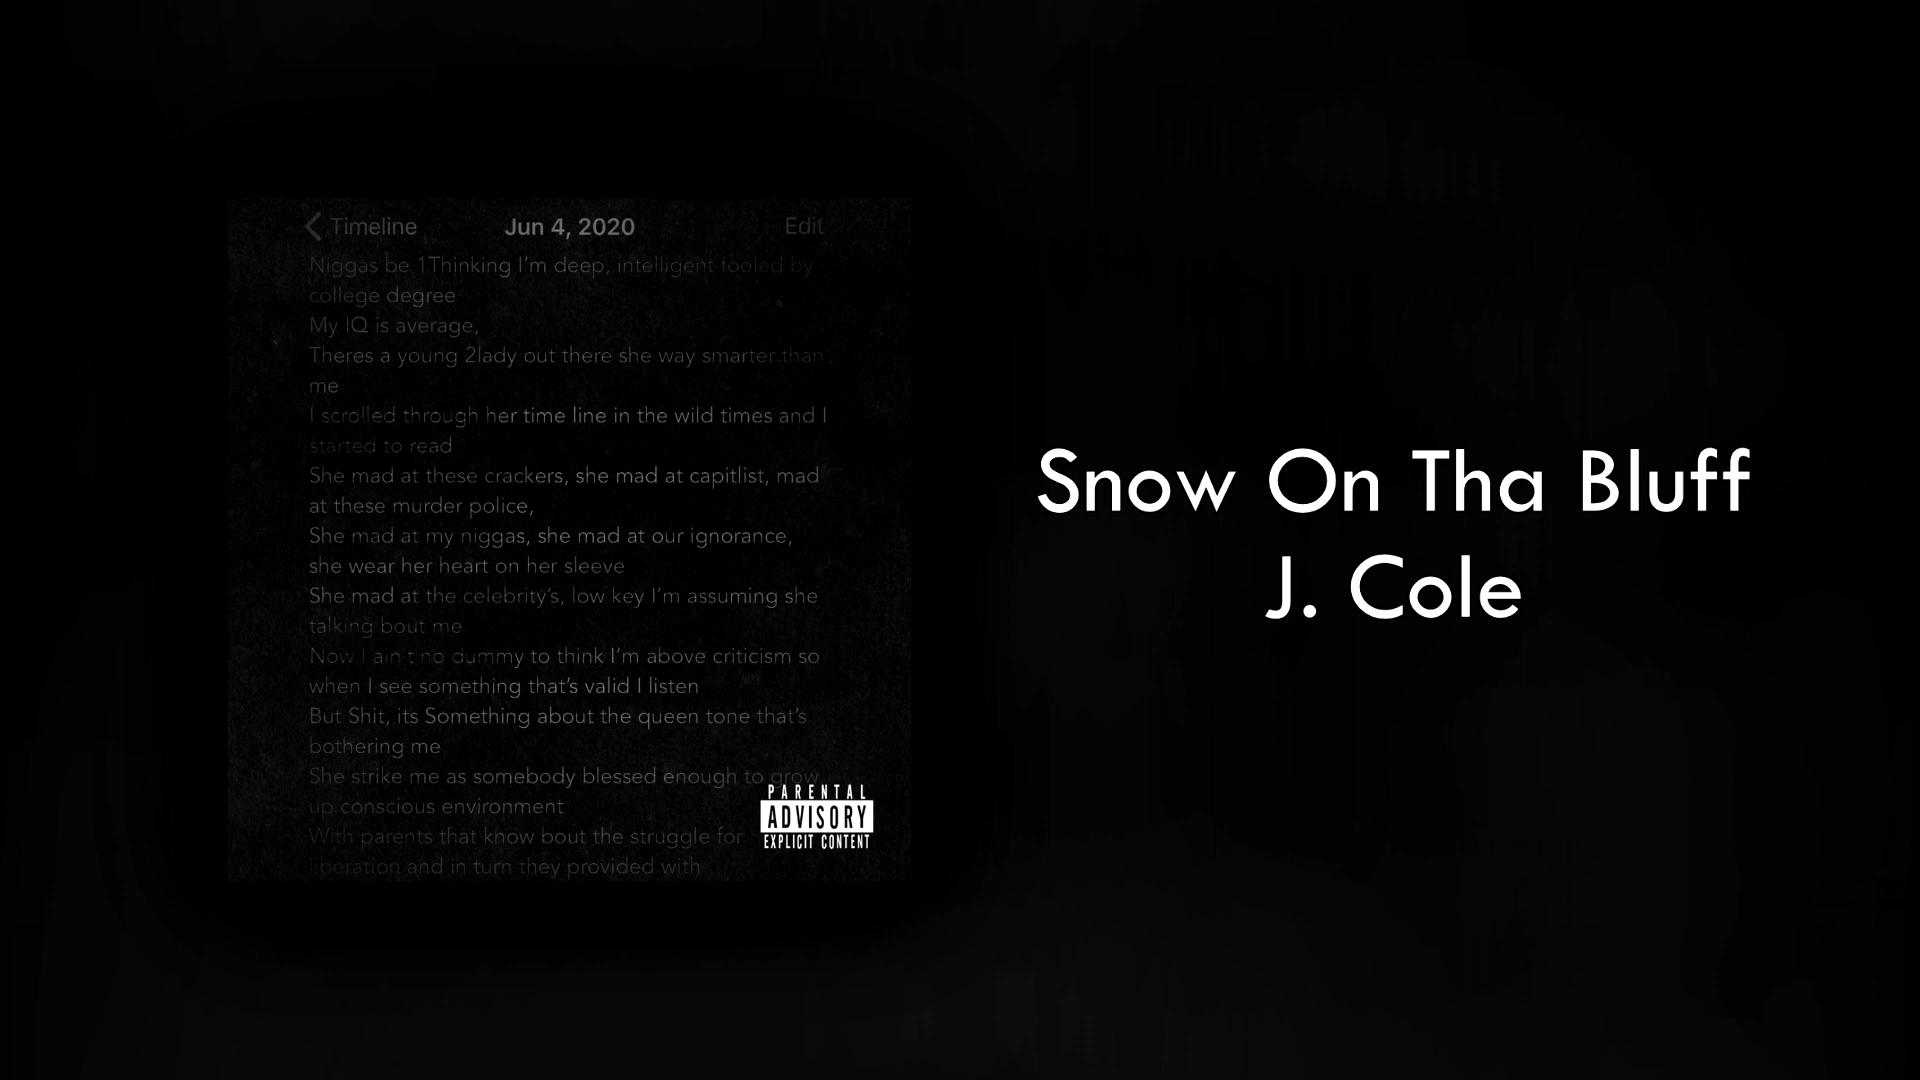 Timeline
Jun 4, 2020
Edit
Niggas be 1Thinking I'm deep, intelligent fooled by
college degree
My IQ is average,
Theres a young 2lady out there she way smarter than
me
I scrolled through her time line in the wild times and I
started to read
She mad at these crackers, she mad at capitlist, mad
at these murder police,
She mad at my niggas, she mad at our ignorance,
she wear her heart on her sleeve
She mad at the celebrity's, low key I'm assuming she
talking bout me
Now I ain't no dummy to think I'm above criticism so
when I see something that's valid I listen
But Shit, its Something about the queen tone that's
bothering me
She strike me as somebody blessed enough to grow
up conscious environment
With parents that know bout the struggle for
liberation and in turn they provided with
PARENTAL
ADVISORY
EXPLICIT CONTENT
Snow On Tha Bluff
J. Cole